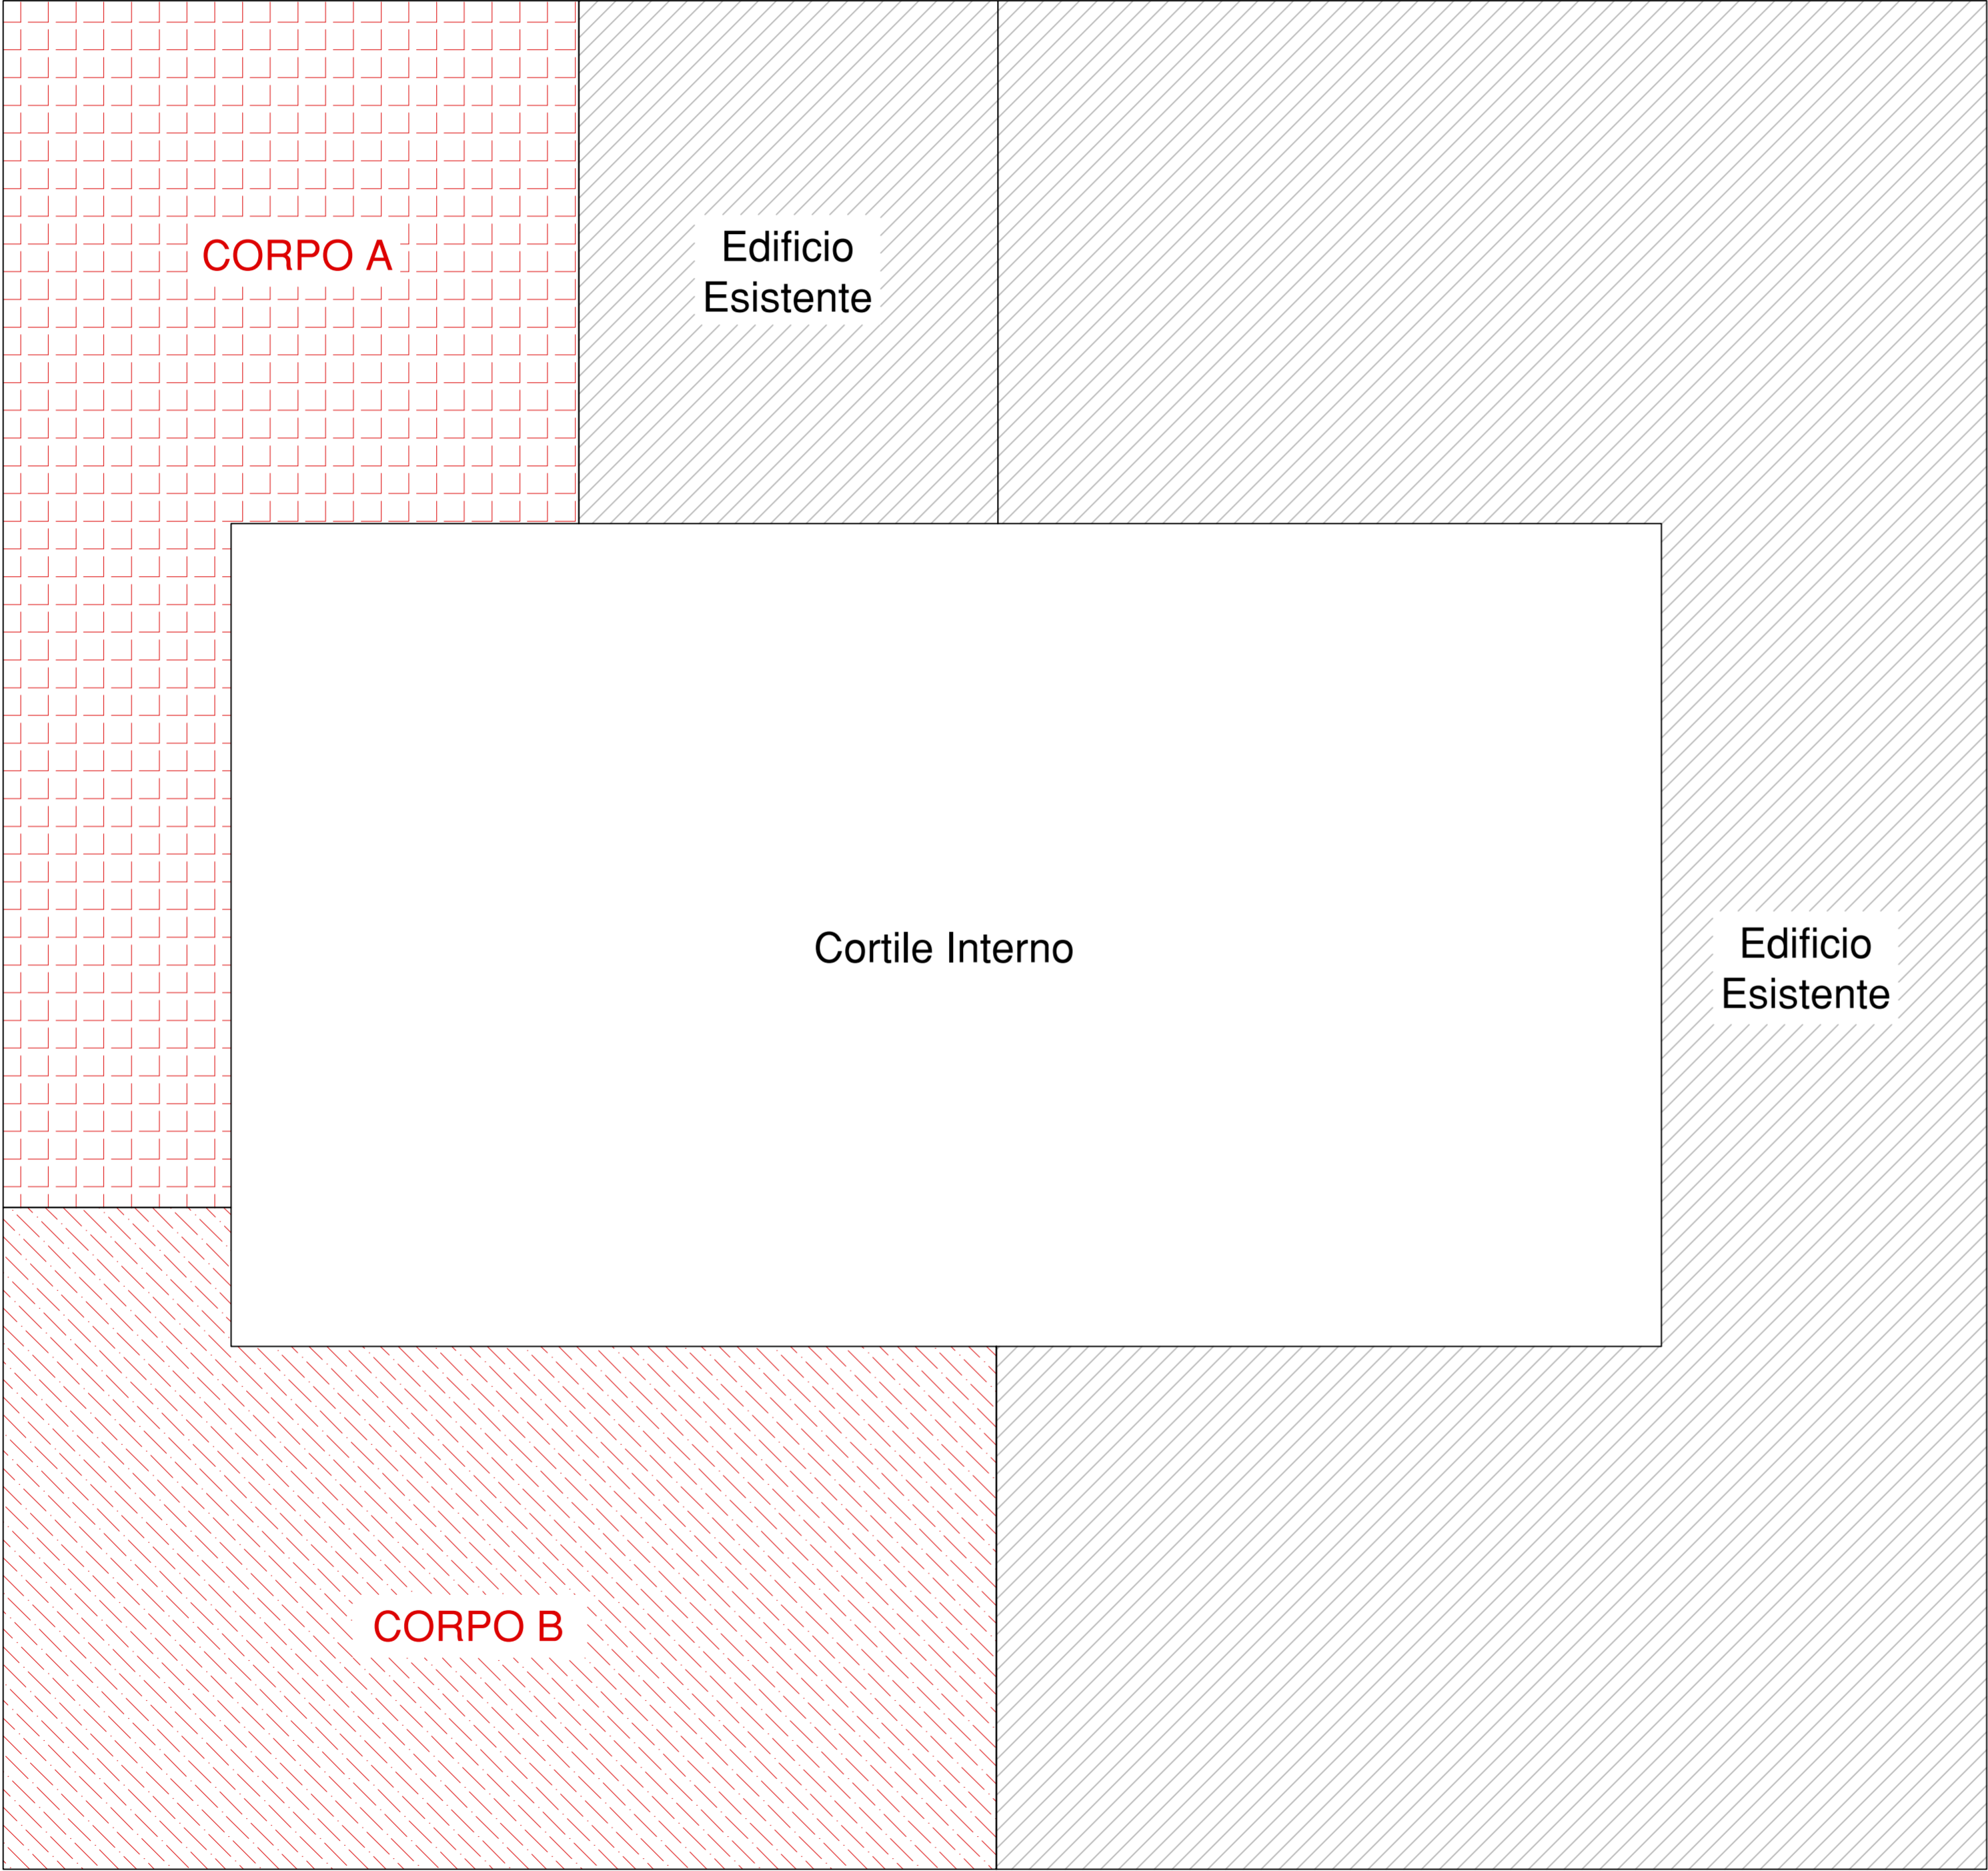 CORPO A
Edificio
Esistente
Cortile Interno
Edificio
Esistente
CORPO B